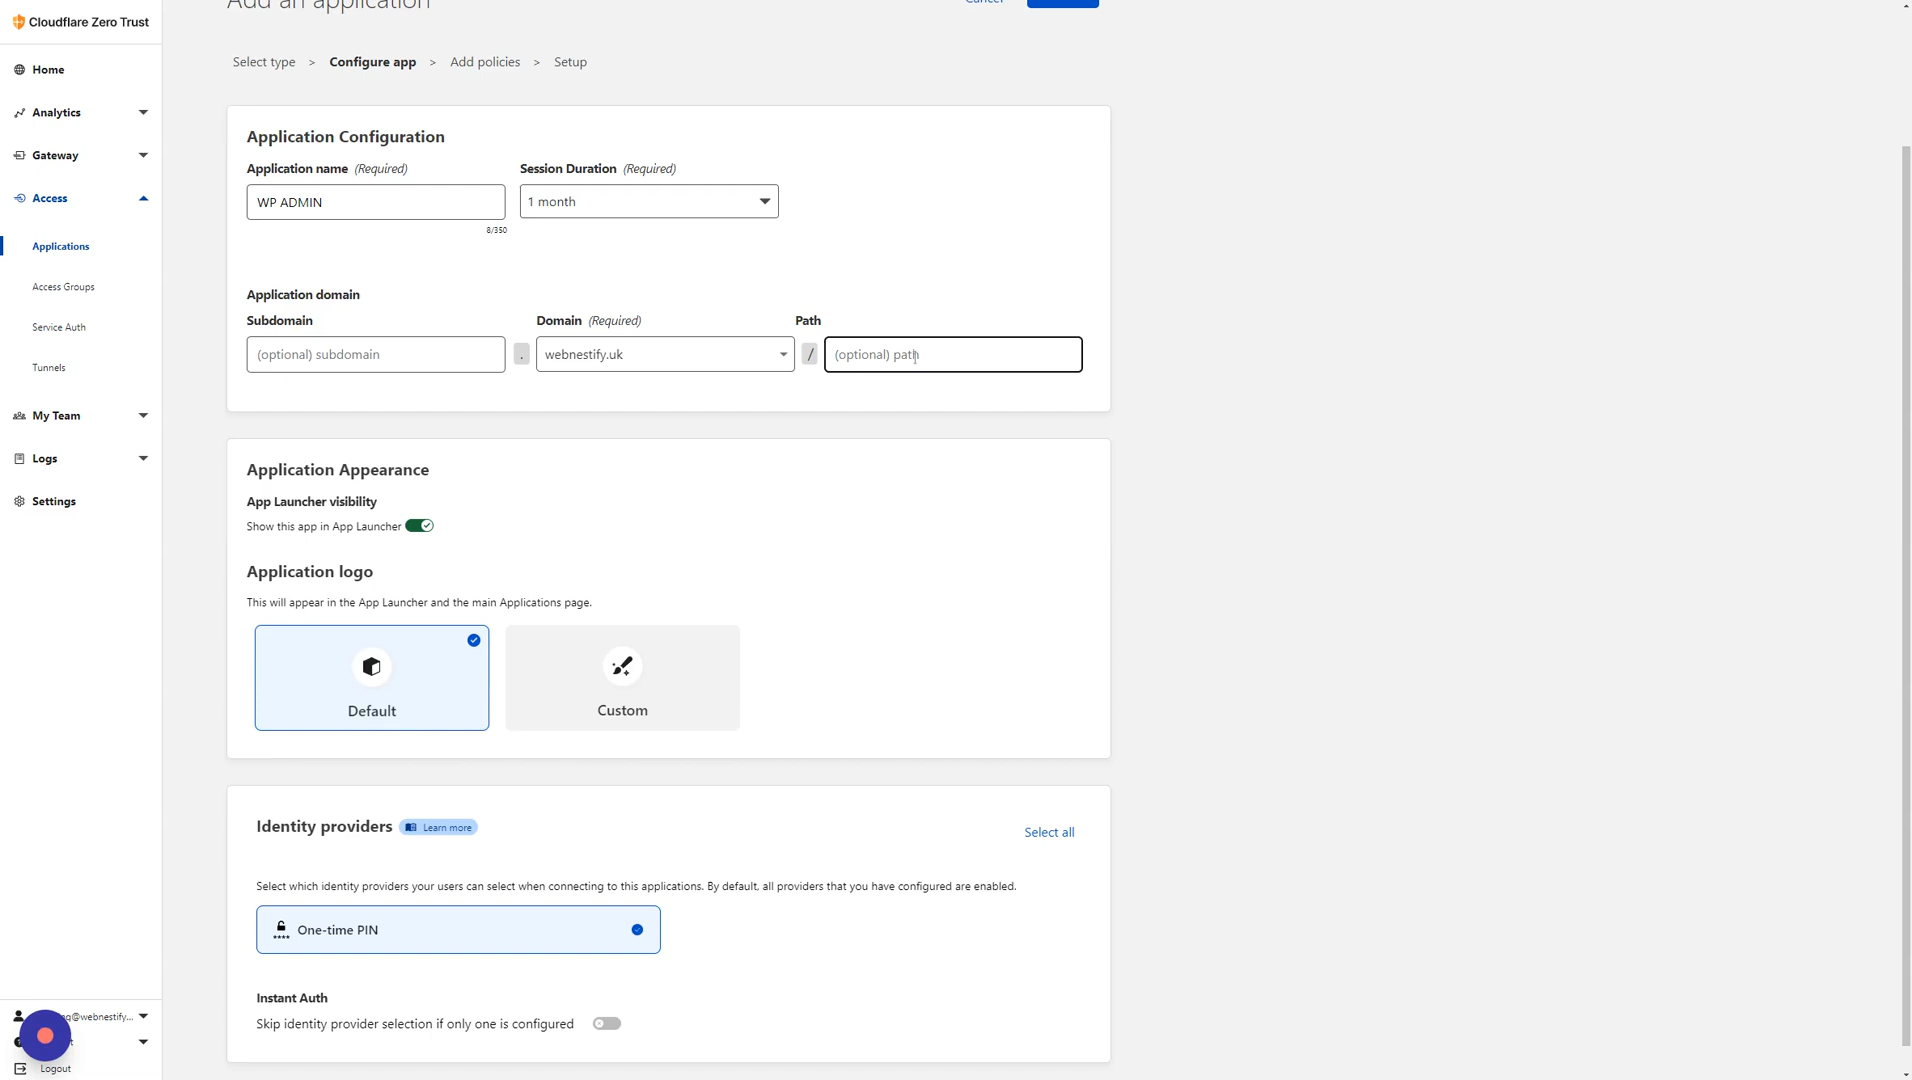 Cloudflare Zero Trust
Add an application
Cancel
Home
Analytics
Gateway
Access
Applications
Access Groups
Service Auth
Tunnels
My Team
Logs
Settings
Logout
Select type > Configure app > Add policies > Setup
Application Configuration
Application name (Required)
Session Duration (Required)
WP ADMIN
1 month
8/350
Application domain
Subdomain
Domain (Required)
Path
(optional) subdomain
.
webnestify.uk
/
(optional) path
Application Appearance
App Launcher visibility
Show this app in App Launcher
Application logo
This will appear in the App Launcher and the main Applications page.
Default
Custom
Identity providers
Learn more
Select all
Select which identity providers your users can select when connecting to this applications. By default, all providers that you have configured are enabled.
One-time PIN
Instant Auth
Skip identity provider selection if only one is configured